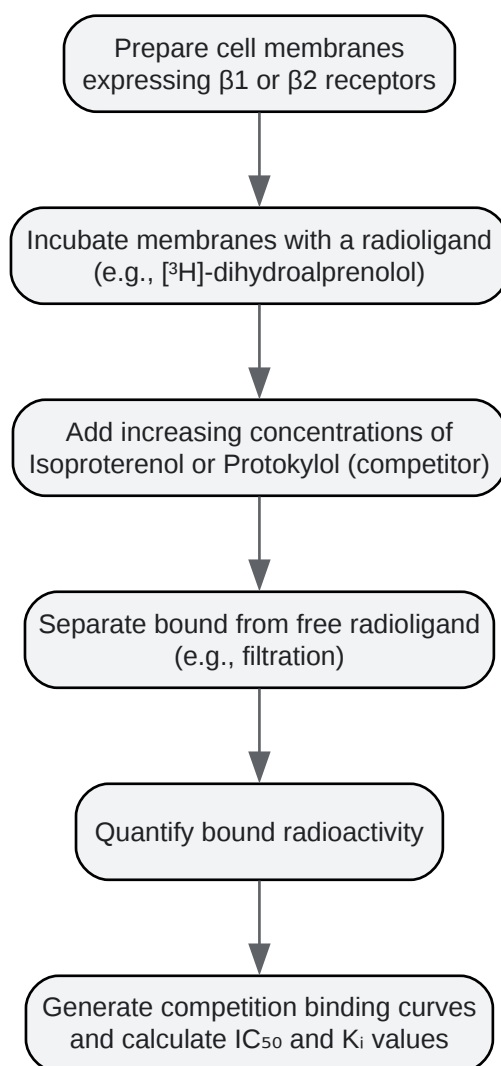 Prepare cell membranes
expressing β1 or β2 receptors
Incubate membranes with a radioligand
(e.g., [³H]-dihydroalprenolol)
Add increasing concentrations of
Isoproterenol or Protokylol (competitor)
Separate bound from free radioligand
(e.g., filtration)
Quantify bound radioactivity
Generate competition binding curves
and calculate IC₅₀ and Kᵢ values